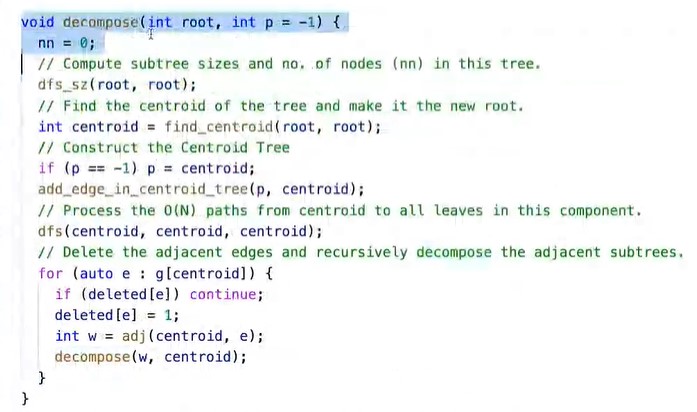 void decompose(int root, int p = -1) {
nn = 0;
// Compute subtree sizes and no. of nodes (nn) in this tree.
dfs_sz(root, root);
// Find the centroid of the tree and make it the new root.
int centroid = find_centroid(root, root);
// Construct the Centroid Tree
if (p == -1) p = centroid;
add_edge_in_centroid_tree(p, centroid);
// Process the O(N) paths from centroid to all leaves in this component.
dfs(centroid, centroid, centroid);
// Delete the adjacent edges and recursively decompose the adjacent subtrees.
for (auto e : g[centroid]) {
if (deleted[e]) continue;
deleted[e] = 1;
int w = adj(centroid, e);
decompose(w, centroid);
}
}